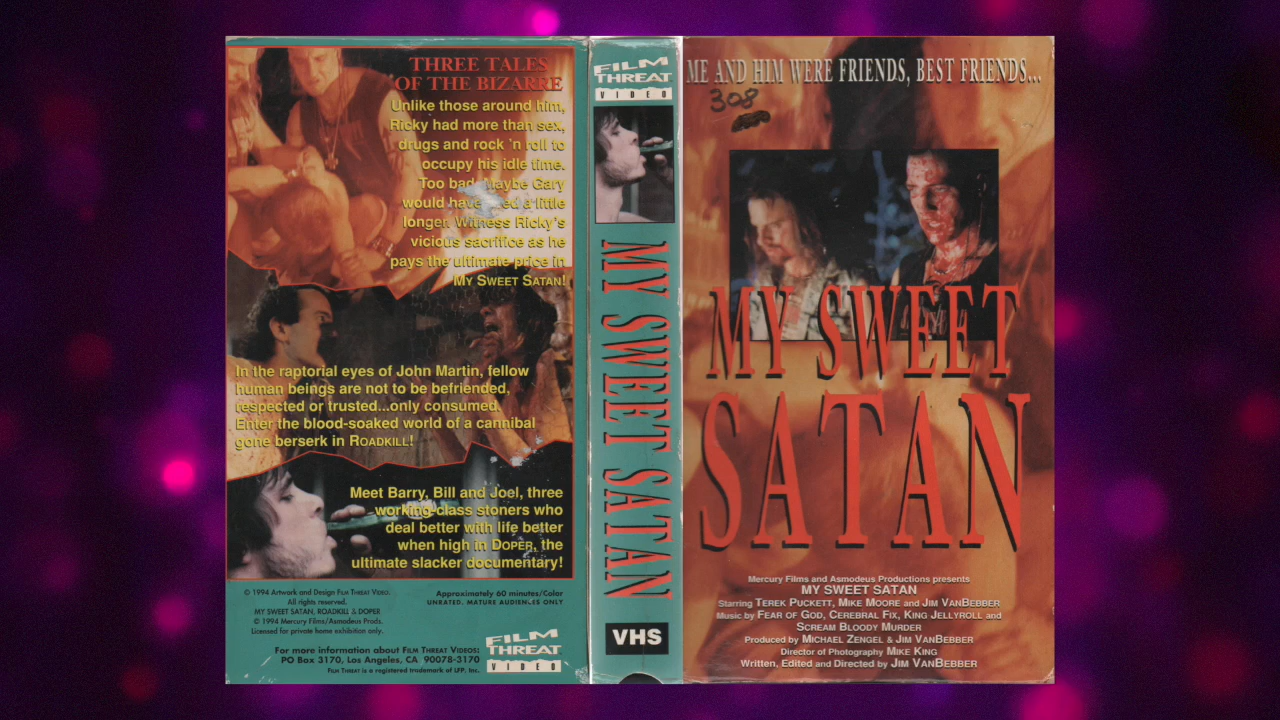 THREE TALES
OF THE BIZARRE
Unlike those around him,
Ricky had more than sex,
drugs and rock 'n roll to
occupy his idle time.
Too bad. Maybe Gary
would have a little
longer. Witness Ricky's
vicious sacrifice as he
pays the ultimate price in
MY SWEET SATAN!
In the raptorial eyes of John Martin, fellow
human beings are not to be befriended,
respected or trusted...only consumed.
Enter the blood-soaked world of a cannibal
gone berserk in ROADKILL!
Meet Barry, Bill and Joel, three
working-class stoners who
deal better with life better
when high in DOPER, the
ultimate slacker documentary!
© 1994 Artwork and Design FILM THREAT VIDEO.
All rights reserved.
MY SWEET SATAN, ROADKILL & DOPER
© 1994 Mercury Films/Asmodeus Prods.
Licensed for private home exhibition only.
Approximately 60 minutes/Color
UNRATED. MATURE AUDIENCES ONLY
For more information about FILM THREAT VIDEOS:
PO Box 3170, Los Angeles, CA 90078-3170
FILM THREAT is a registered trademark of LFP, Inc.
FILM
THREAT
VIDEO
FILM
THREAT
VIDEO
MY SWEET SATAN
VHS
ME AND HIM WERE FRIENDS, BEST FRIENDS...
308
MY SWEET
SATAN
Mercury Films and Asmodeus Productions presents
MY SWEET SATAN
Starring TEREK PUCKETT, MIKE MOORE and JIM VANBEBBER
Music by FEAR OF GOD, CEREBRAL FIX, KING JELLYROLL and
SCREAM BLOODY MURDER
Produced by MICHAEL ZENGEL & JIM VANBEBBER
Director of Photography MIKE KING
Written, Edited and Directed by JIM VANBEBBER